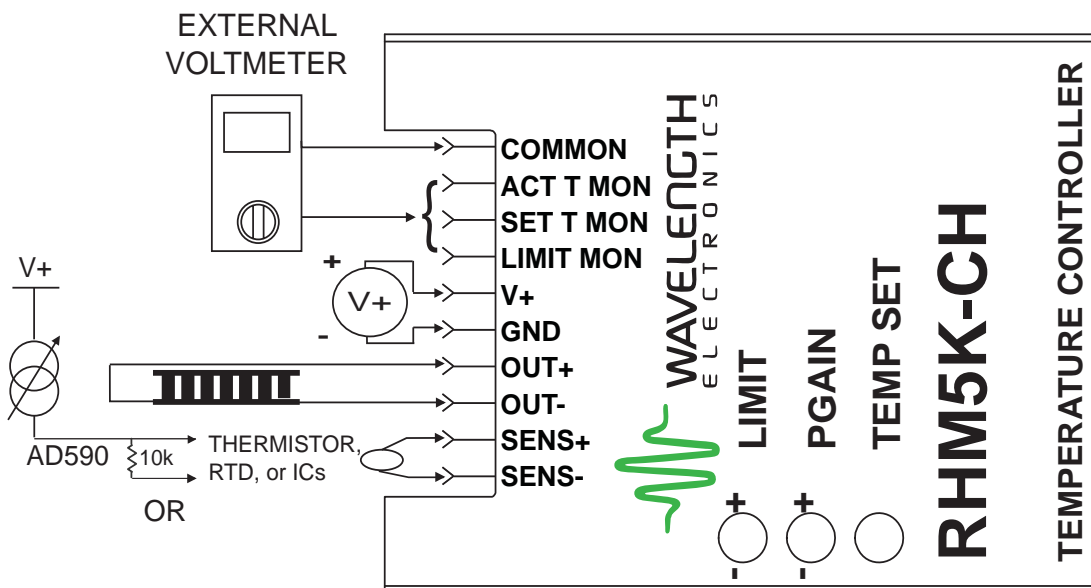 EXTERNAL
VOLTMETER
COMMON
ACT T MON
SET T MON
LIMIT MON
V+
GND
OUT+
OUT-
SENS+
SENS-
+
V+
-
V+
AD590
10k
OR
THERMISTOR,
RTD, or ICs
WAVELENGTH
ELECTRONICS
LIMIT
+
-
PGAIN
+
-
TEMP SET
RHM5K-CH
TEMPERATURE CONTROLLER